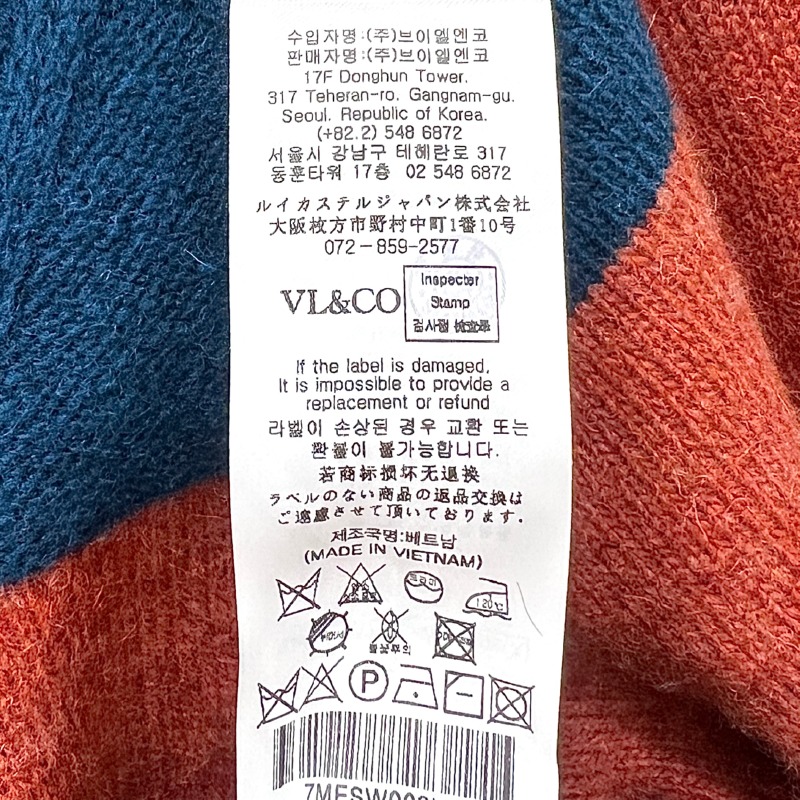 수입자명:(주)브이엘엔코
판매자명:(주)브이엘엔코
17F Donghun Tower,
317 Teheran-ro, Gangnam-gu,
Seoul, Republic of Korea.
(+82.2) 548 6872
서울시 강남구 테헤란로 317
동훈타워 17층 02 548 6872
ルイカステルジャパン株式会社
大阪枚方市野村中町1番10号
072-859-2577
VL&CO
Inspecter
Stamp
검사필 検査畢
If the label is damaged,
It is impossible to provide a
replacement or refund
라벨이 손상된 경우 교환 또는
환불이 불가능합니다.
若商标损坏无退换
ラベルのない商品の返品交換は
ご遠慮させて頂いております.
제조국명:베트남
(MADE IN VIETNAM)
드라이
120℃
P